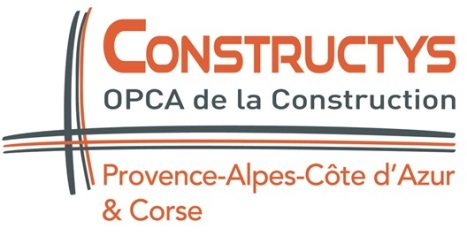 CONSTRUCTYS
OPCA de la Construction
Provence-Alpes-Côte d'Azur
& Corse